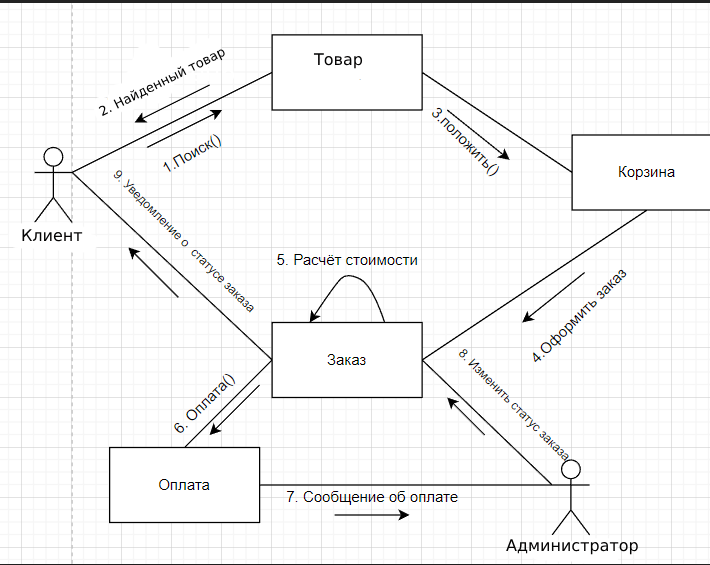 Товар
2. Найденный товар
1.Поиск()
3.положить()
Корзина
Клиент
9. Уведомление о статусе заказа
5. Расчёт стоимости
4.Оформить заказ
Заказ
8. Изменить статус заказа
6. Оплата()
Оплата
7. Сообщение об оплате
Администратор